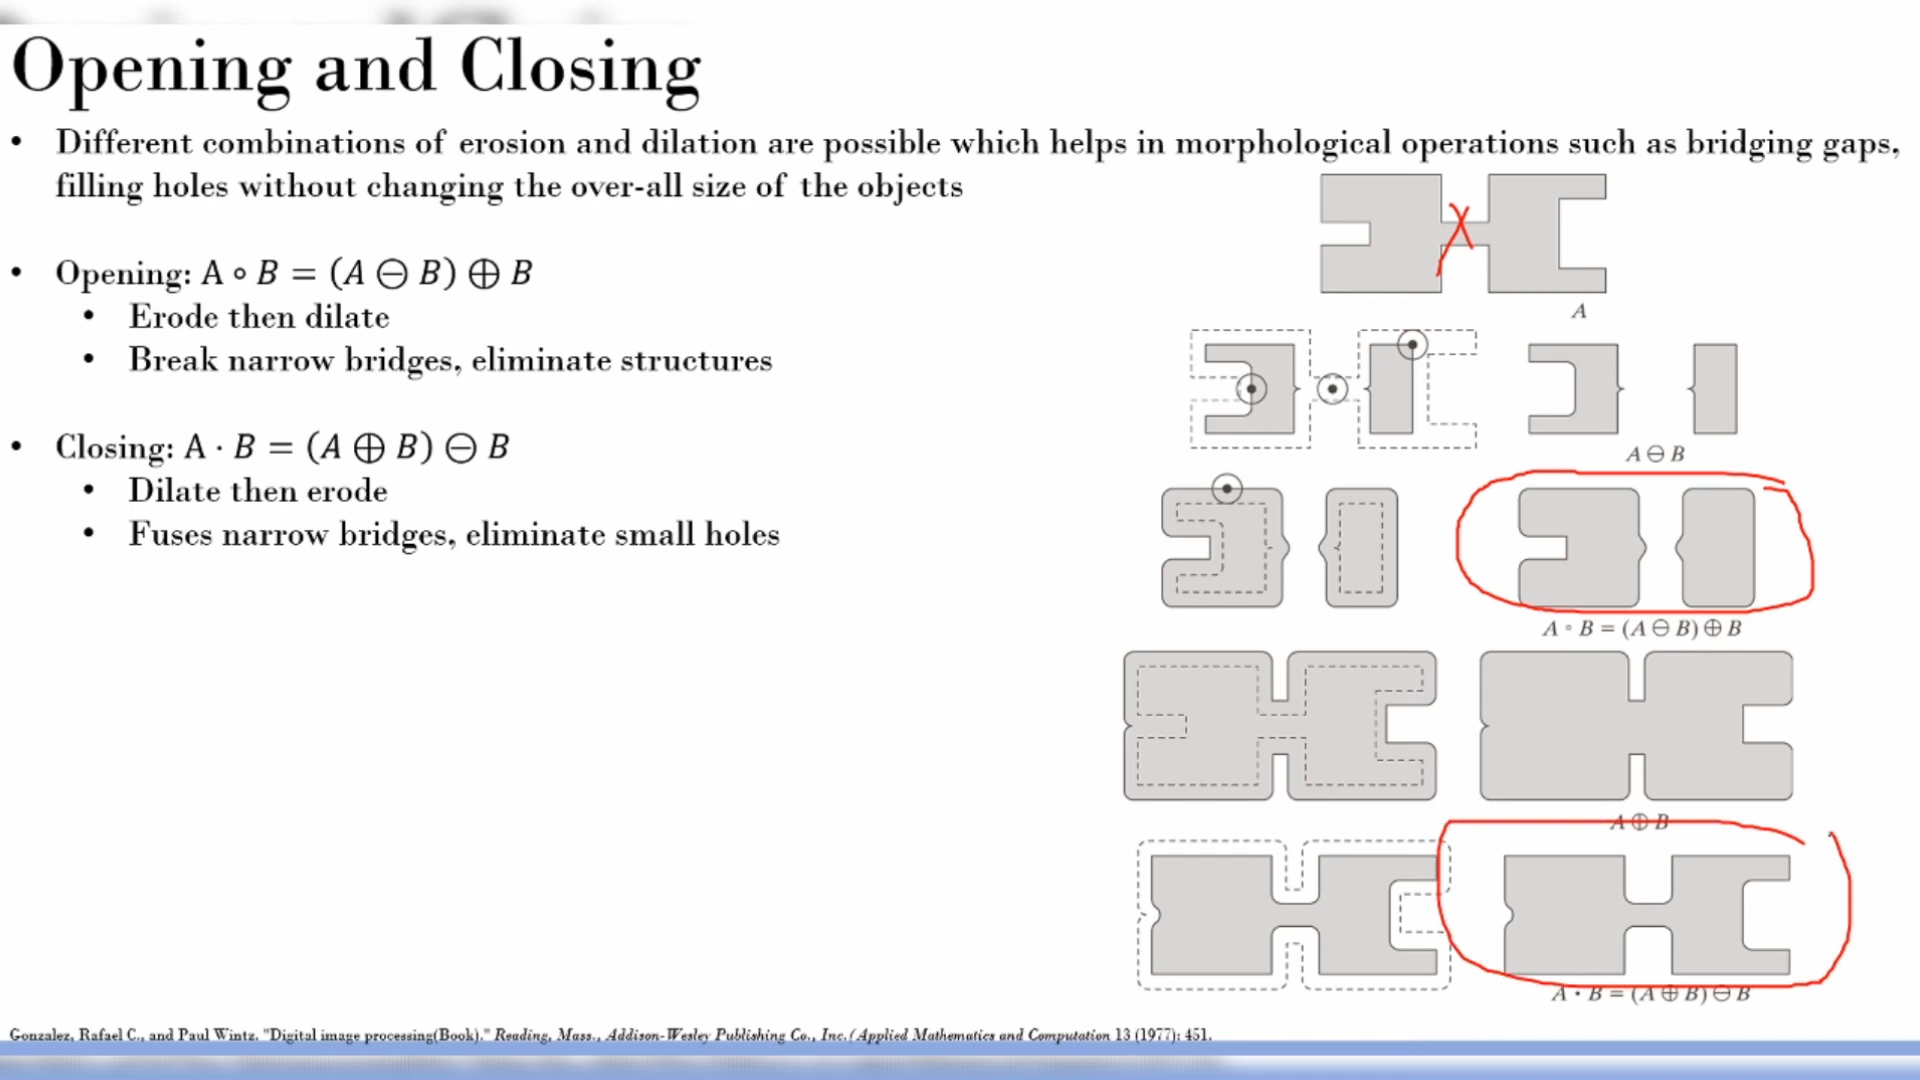 Opening and Closing
• Different combinations of erosion and dilation are possible which helps in morphological operations such as bridging gaps,
filling holes without changing the over-all size of the objects
• Opening: A ∘ B = (A ⊖ B) ⊕ B
• Erode then dilate
• Break narrow bridges, eliminate structures
• Closing: A · B = (A ⊕ B) ⊖ B
• Dilate then erode
• Fuses narrow bridges, eliminate small holes
A
A ⊖ B
A ∘ B = (A ⊖ B) ⊕ B
A ⊕ B
A · B = (A ⊕ B) ⊖ B
Gonzalez, Rafael C., and Paul Wintz. "Digital image processing(Book)." Reading, Mass., Addison-Wesley Publishing Co., Inc.(Applied Mathematics and Computation 13 (1977): 451.